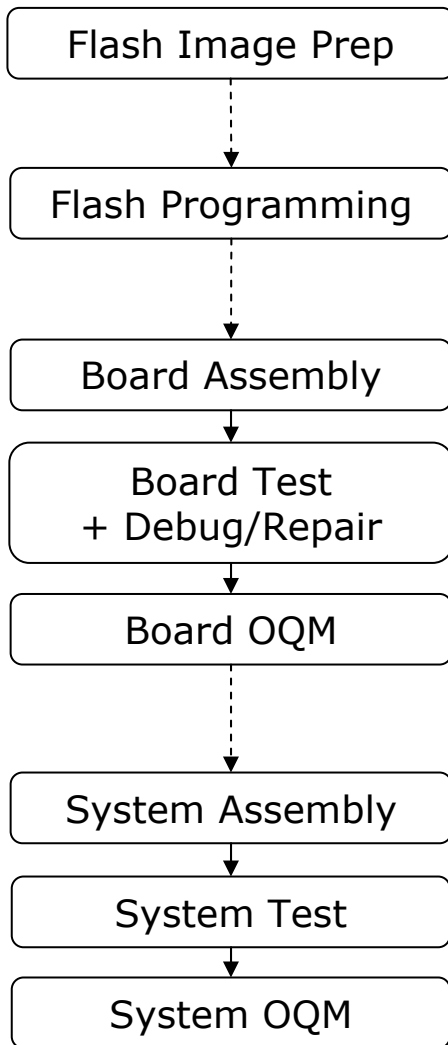 Flash Image Prep
Flash Programming
Board Assembly
Board Test
+ Debug/Repair
Board OQM
System Assembly
System Test
System OQM